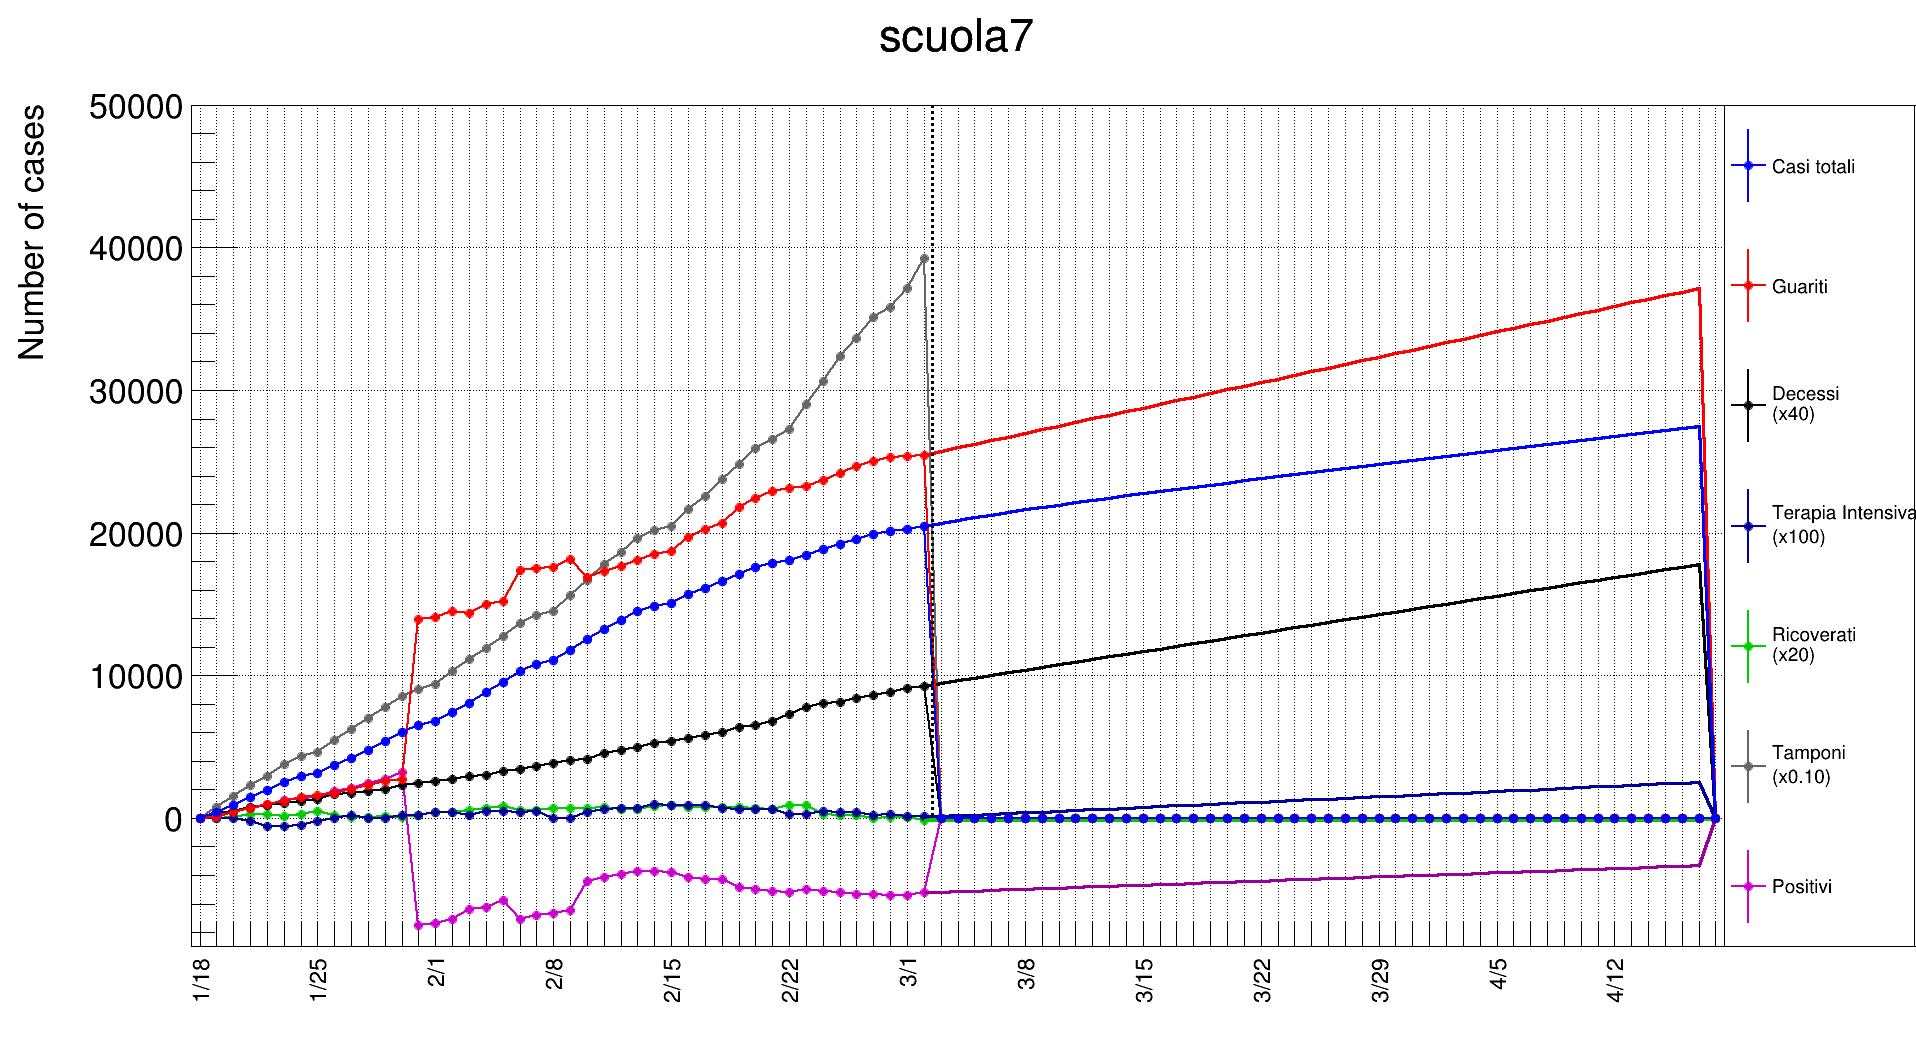 scuola7
Number of cases
50000
40000
30000
20000
10000
0
1/18
1/25
2/1
2/8
2/15
2/22
3/1
3/8
3/15
3/22
3/29
4/5
4/12
Casi totali
Guariti
Decessi
(x40)
Terapia Intensiva
(x100)
Ricoverati
(x20)
Tamponi
(x0.10)
Positivi